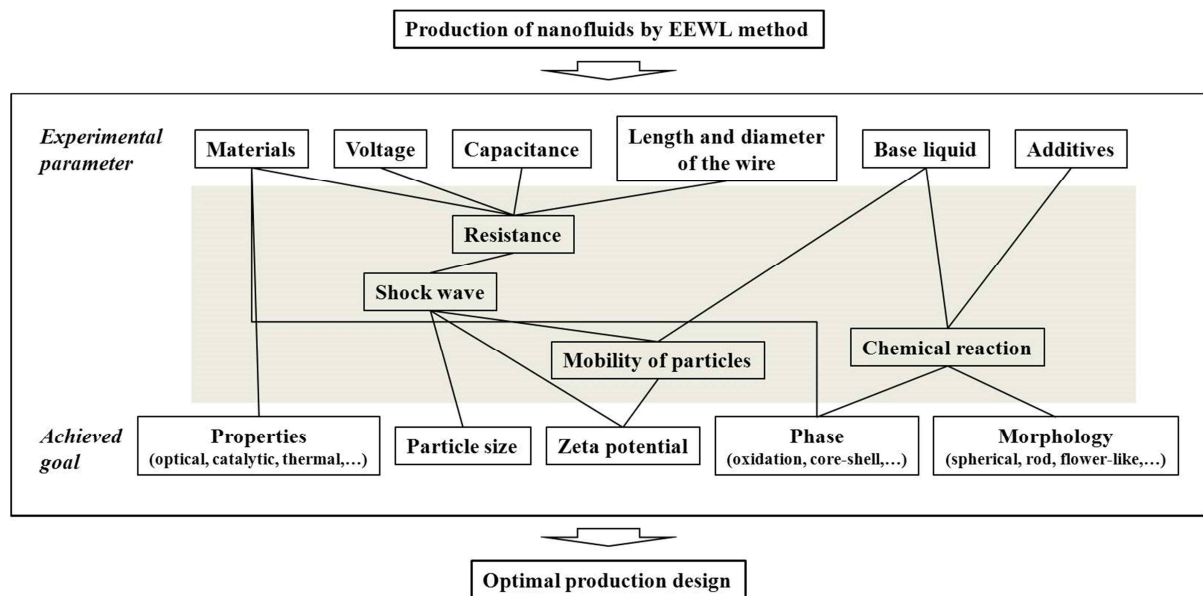 Production of nanofluids by EEWL method
Experimental
parameter
Materials
Voltage
Capacitance
Length and diameter
of the wire
Base liquid
Additives
Resistance
Shock wave
Mobility of particles
Chemical reaction
Achieved
goal
Properties
(optical, catalytic, thermal,…)
Particle size
Zeta potential
Phase
(oxidation, core-shell,…)
Morphology
(spherical, rod, flower-like,…)
Optimal production design